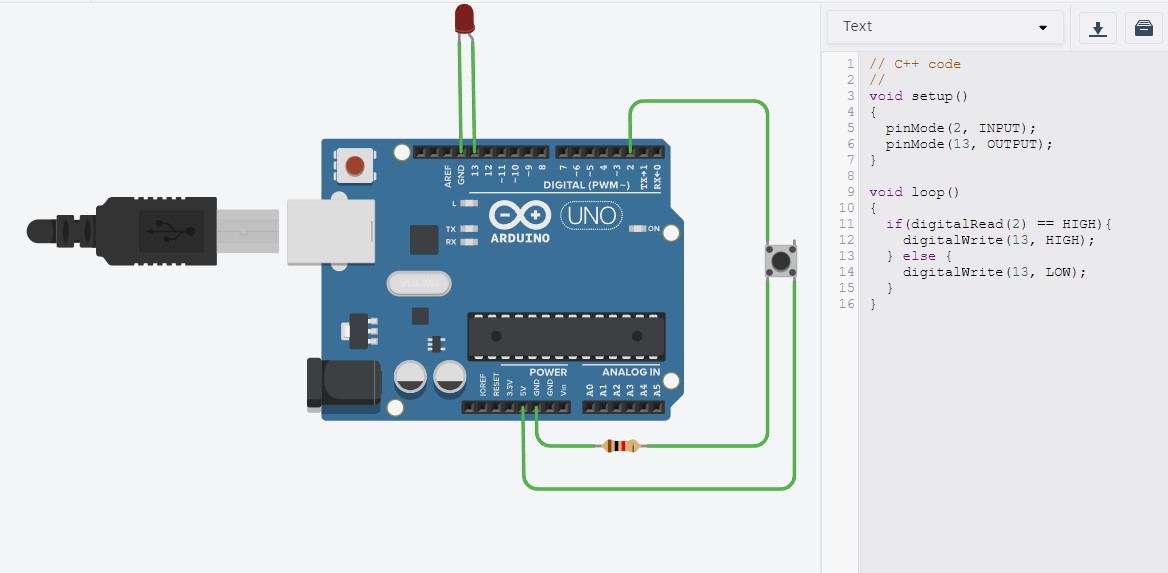 Text
AREF
GND
13
12
~11
~10
~9
8
7
~6
~5
4
~3
2
TX→1
RX←0
DIGITAL (PWM~)
L
TX
RX
ARDUINO
UNO
ON
POWER
ANALOG IN
IOREF
RESET
3.3V
5V
GND
GND
Vin
A0
A1
A2
A3
A4
A5
1 // C++ code
2 //
3 void setup()
4 {
5   pinMode(2, INPUT);
6   pinMode(13, OUTPUT);
7 }
8
9 void loop()
10 {
11   if(digitalRead(2) == HIGH){
12     digitalWrite(13, HIGH);
13   } else {
14     digitalWrite(13, LOW);
15   }
16 }